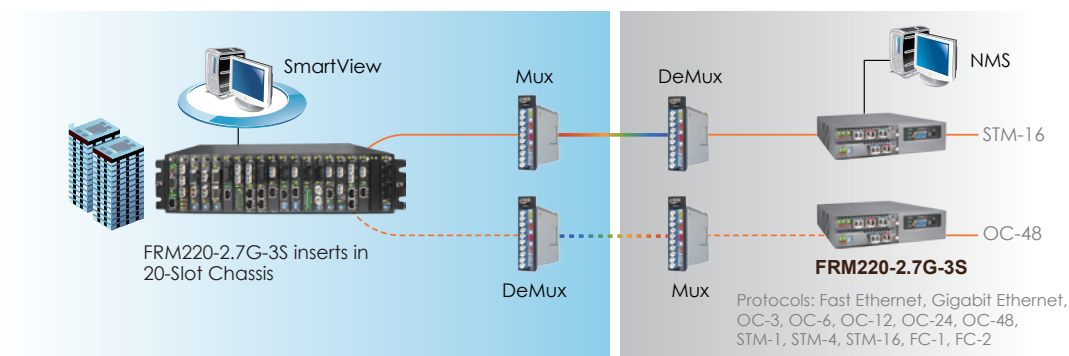 SmartView
Mux
DeMux
NMS
STM-16
FRM220-2.7G-3S inserts in
20-Slot Chassis
OC-48
DeMux
Mux
FRM220-2.7G-3S
Protocols: Fast Ethernet, Gigabit Ethernet,
OC-3, OC-6, OC-12, OC-24, OC-48,
STM-1, STM-4, STM-16, FC-1, FC-2